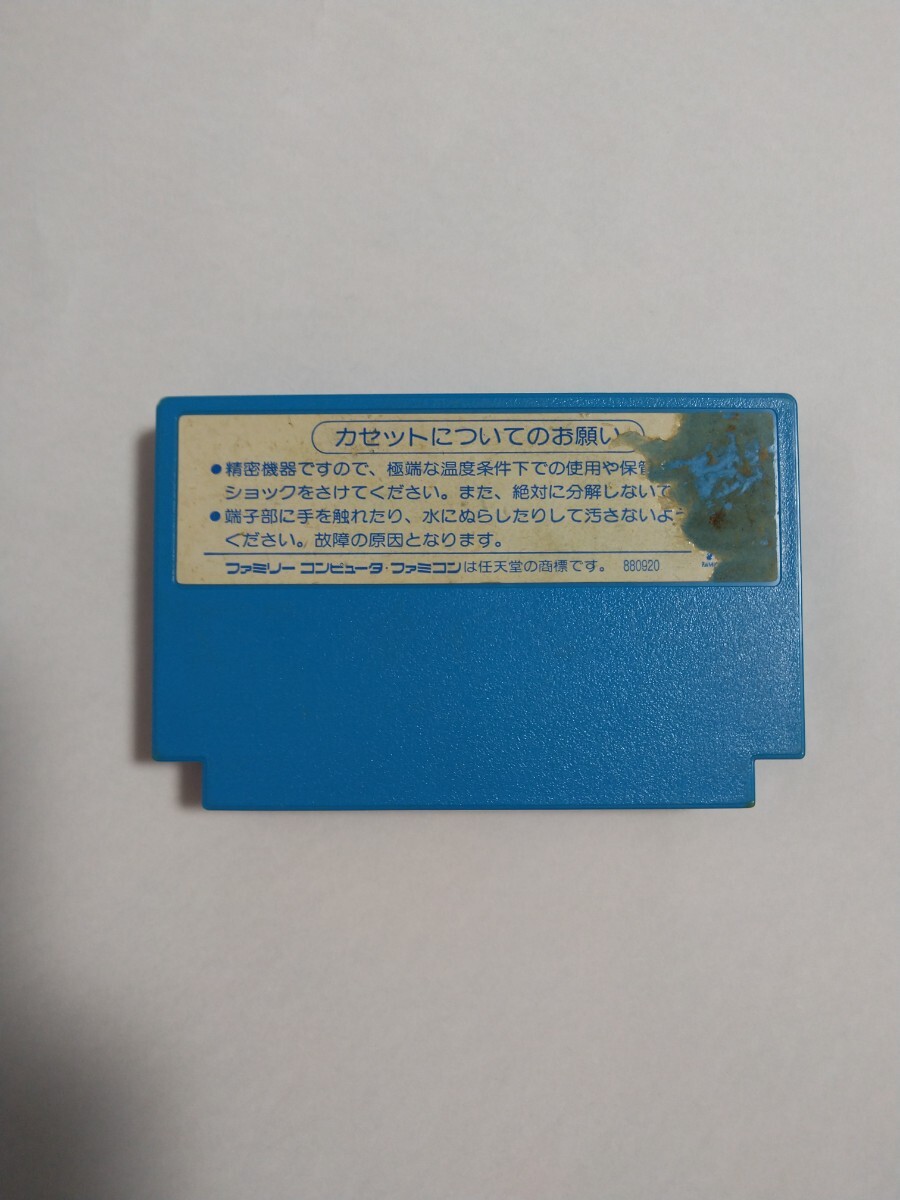 カセットについてのお願い
●精密機器ですので、極端な温度条件下での使用や保管
ショックをさけてください。また、絶対に分解しないで
●端子部に手を触れたり、水にぬらしたりして汚さないよう
ください。故障の原因となります。
ファミリーコンピュータ・ファミコンは任天堂の商標です。 880920